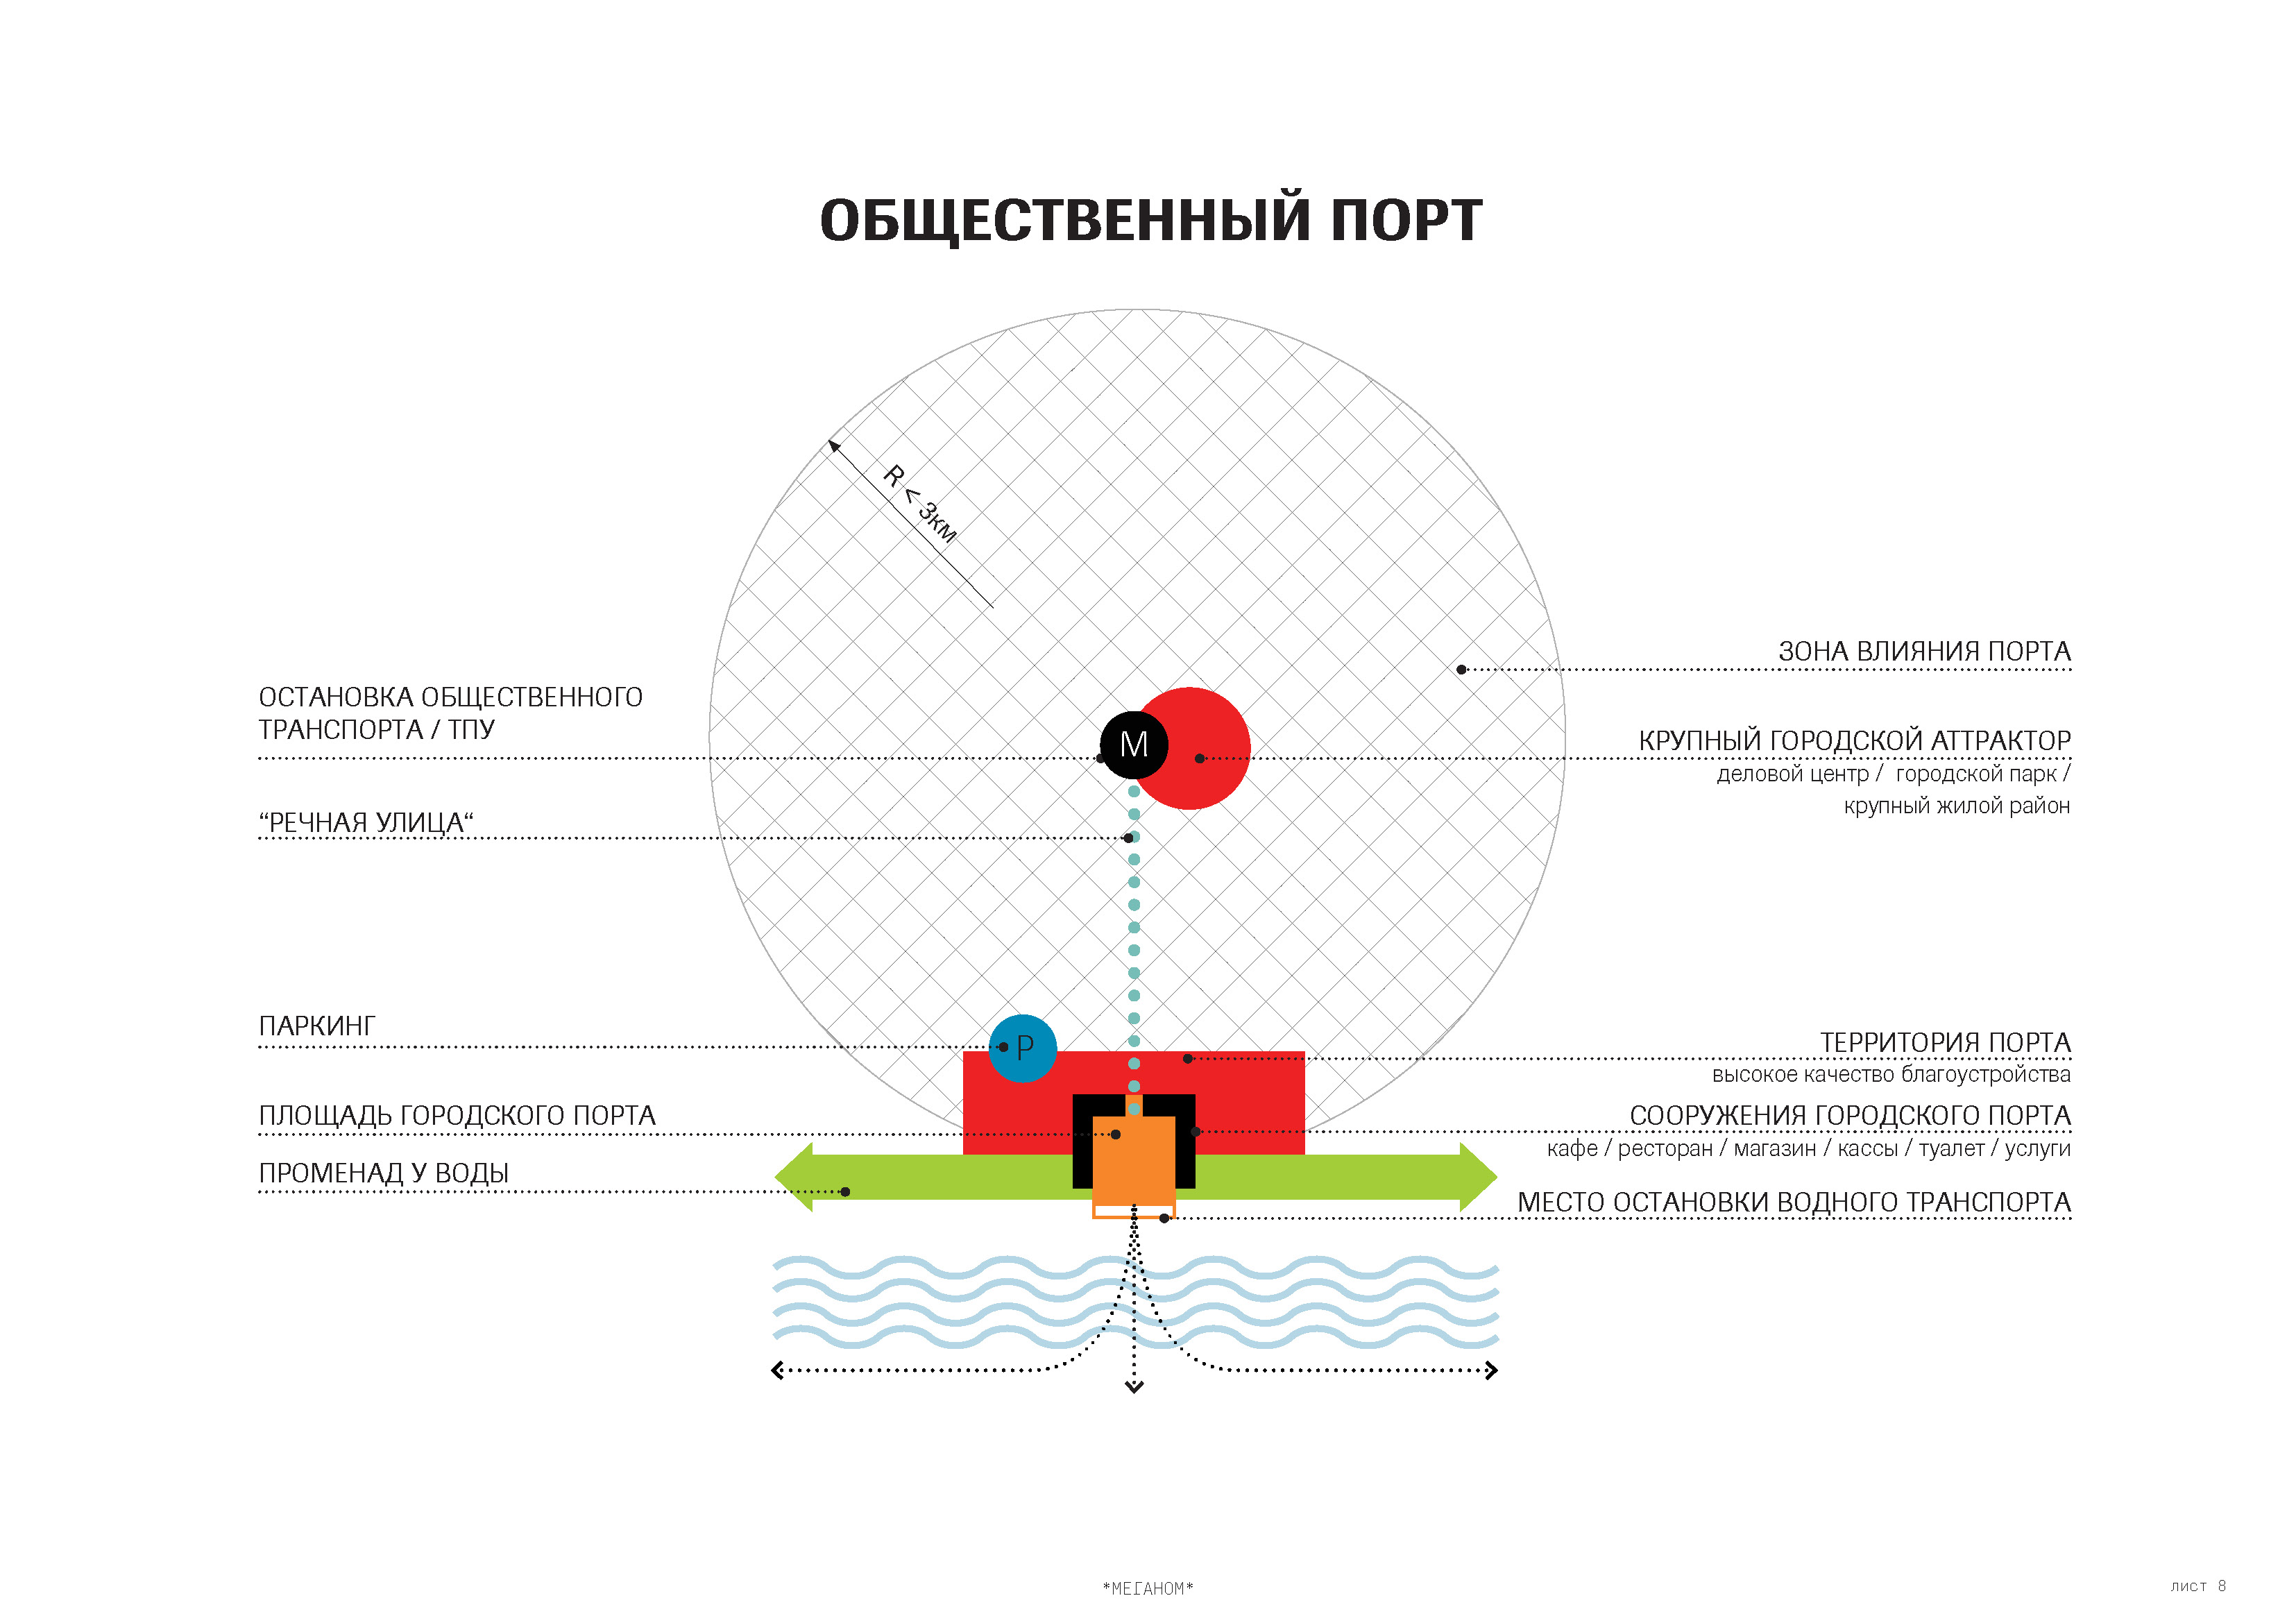 ОБЩЕСТВЕННЫЙ ПОРТ
R < 3км
ОСТАНОВКА ОБЩЕСТВЕННОГО
ТРАНСПОРТА / ТПУ
“РЕЧНАЯ УЛИЦА“
ПАРКИНГ
ПЛОЩАДЬ ГОРОДСКОГО ПОРТА
ПРОМЕНАД У ВОДЫ
М
Р
ЗОНА ВЛИЯНИЯ ПОРТА
КРУПНЫЙ ГОРОДСКОЙ АТТРАКТОР
деловой центр / городской парк /
крупный жилой район
ТЕРРИТОРИЯ ПОРТА
высокое качество благоустройства
СООРУЖЕНИЯ ГОРОДСКОГО ПОРТА
кафе / ресторан / магазин / кассы / туалет / услуги
МЕСТО ОСТАНОВКИ ВОДНОГО ТРАНСПОРТА
*МЕГАНОМ*
лист 8